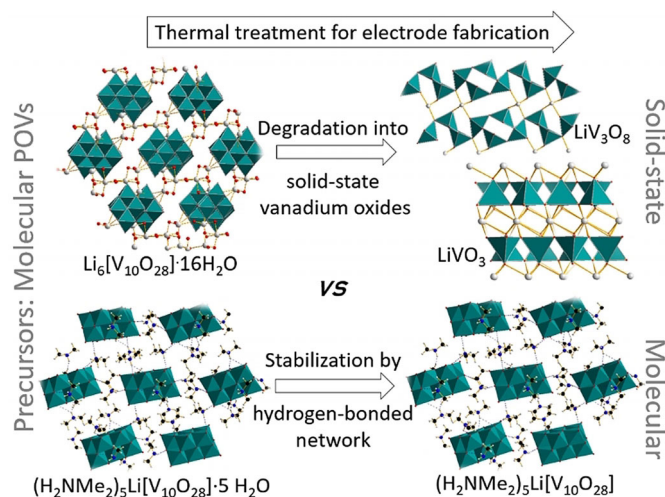 Thermal treatment for electrode fabrication
Precursors: Molecular POVs
Solid-state
Degradation into
solid-state
vanadium oxides
LiV₃O₈
LiVO₃
Li₆[V₁₀O₂₈]·16H₂O
vs
Molecular
Stabilization by
hydrogen-bonded
network
(H₂NMe₂)₅Li[V₁₀O₂₈]·5 H₂O
(H₂NMe₂)₅Li[V₁₀O₂₈]